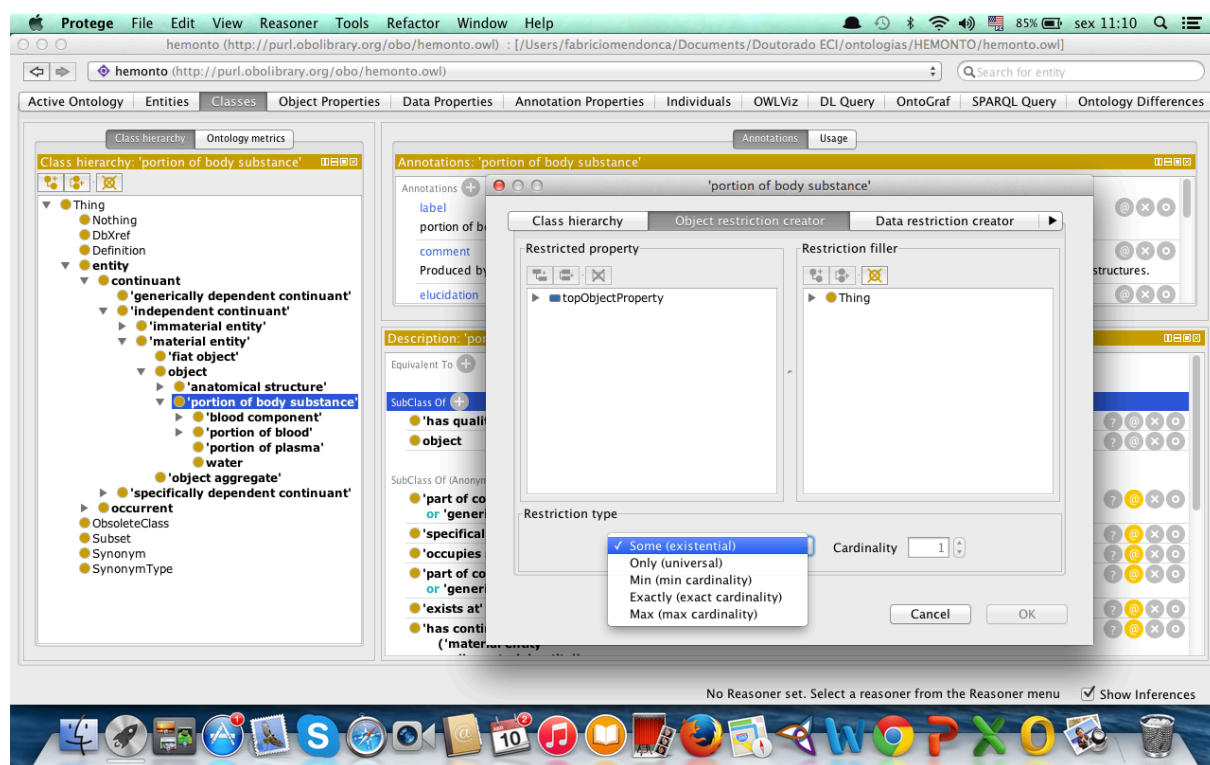 Protege File Edit View Reasoner Tools Refactor Window Help 85% sex 11:10
hemonto (http://purl.obolibrary.org/obo/hemonto.owl) : [/Users/fabriciomendonca/Documents/Doutorado ECI/ontologias/HEMONTO/hemonto.owl]
hemonto (http://purl.obolibrary.org/obo/hemonto.owl) Search for entity
Active Ontology Entities Classes Object Properties Data Properties Annotation Properties Individuals OWLViz DL Query OntoGraf SPARQL Query Ontology Differences
Class hierarchy Ontology metrics
Class hierarchy: 'portion of body substance'
Thing
Nothing
DbXref
Definition
entity
continuant
'generically dependent continuant'
'independent continuant'
'immaterial entity'
'material entity'
'fiat object'
object
'anatomical structure'
'portion of body substance'
'blood component'
'portion of blood'
'portion of plasma'
water
'object aggregate'
'specifically dependent continuant'
occurrent
ObsoleteClass
Subset
Synonym
SynonymType
Annotations Usage
Annotations: 'portion of body substance'
Annotations
label
portion of b
comment
Produced by structures.
elucidation
Description: 'por
Equivalent To
SubClass Of
'has quali
object
SubClass Of (Anonym
'part of co
or 'generi
'specifical
'occupies
'part of co
or 'generi
'exists at'
'has conti
('material entity'
'portion of body substance'
Class hierarchy Object restriction creator Data restriction creator
Restricted property
topObjectProperty
Restriction filler
Thing
Restriction type
✓ Some (existential)
Only (universal)
Min (min cardinality)
Exactly (exact cardinality)
Max (max cardinality)
Cardinality 1
Cancel OK
No Reasoner set. Select a reasoner from the Reasoner menu Show Inferences
10
2